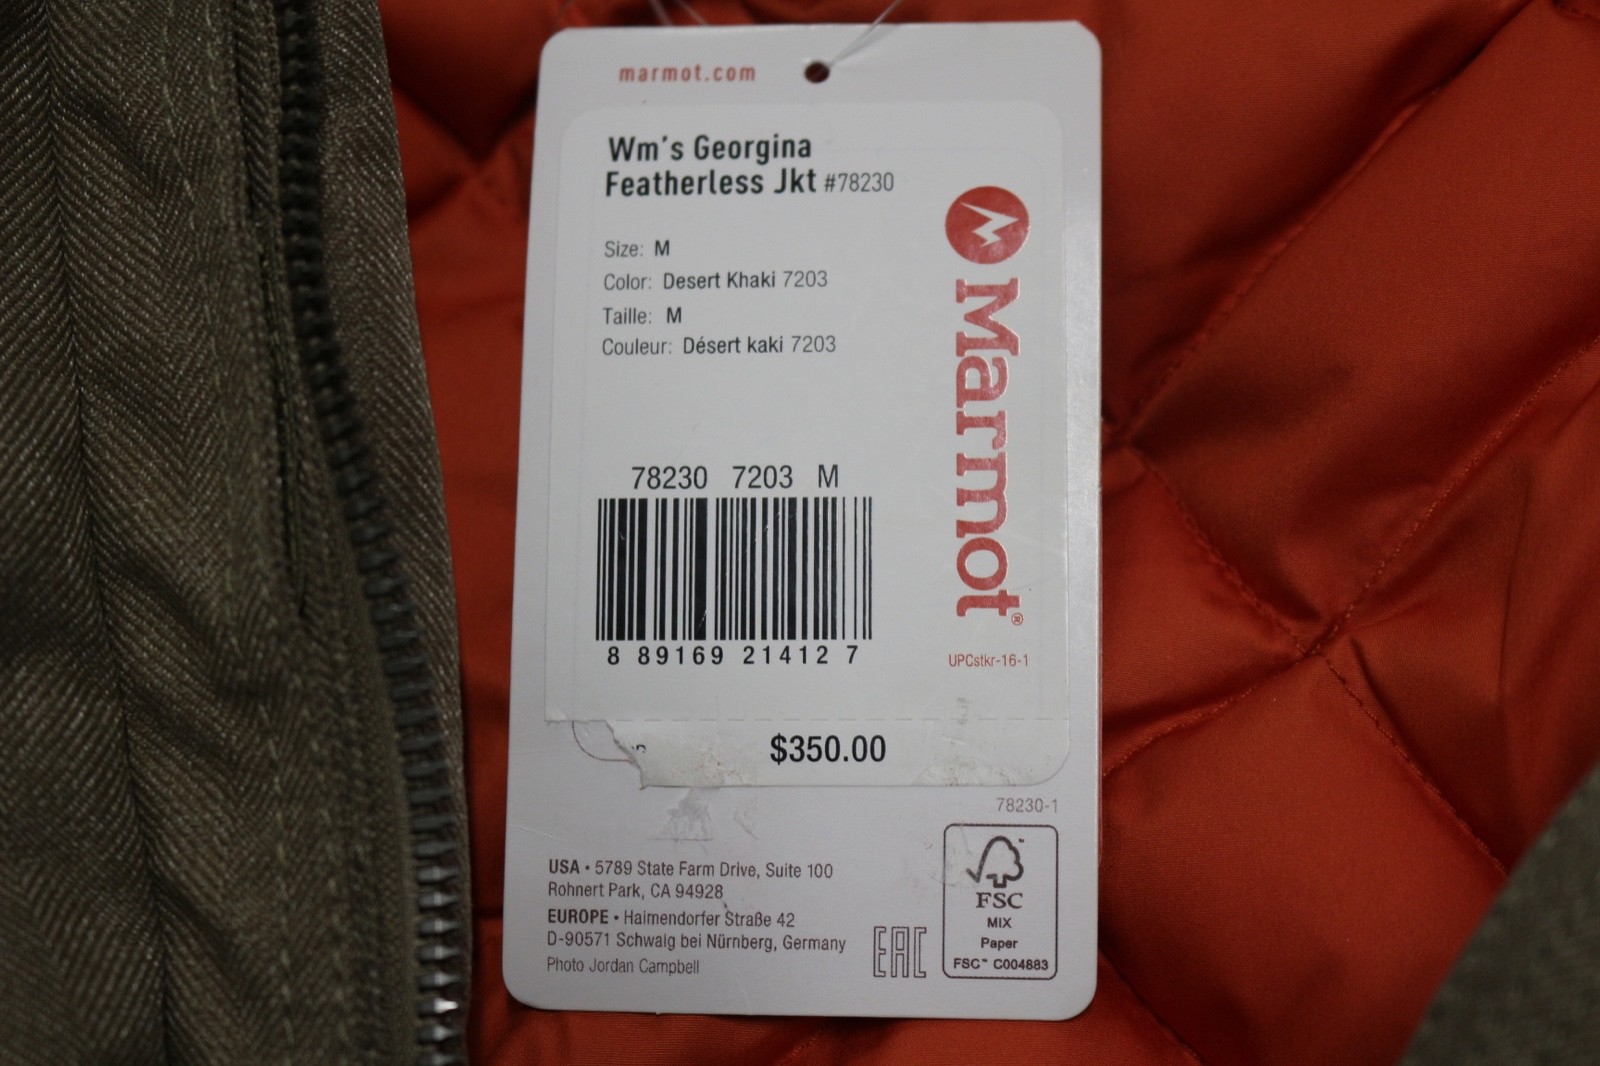 marmot.com
Wm's Georgina
Featherless Jkt #78230
Size: M
Color: Desert Khaki 7203
Taille: M
Couleur: Désert kaki 7203
Marmot®
78230 7203 M
8 89169 21412 7
UPCstkr-16-1
$350.00
78230-1
USA • 5789 State Farm Drive, Suite 100
Rohnert Park, CA 94928
EUROPE • Haimendorfer Straße 42
D-90571 Schwaig bei Nürnberg, Germany
Photo Jordan Campbell
EAC
FSC
MIX
Paper
FSC™ C004883